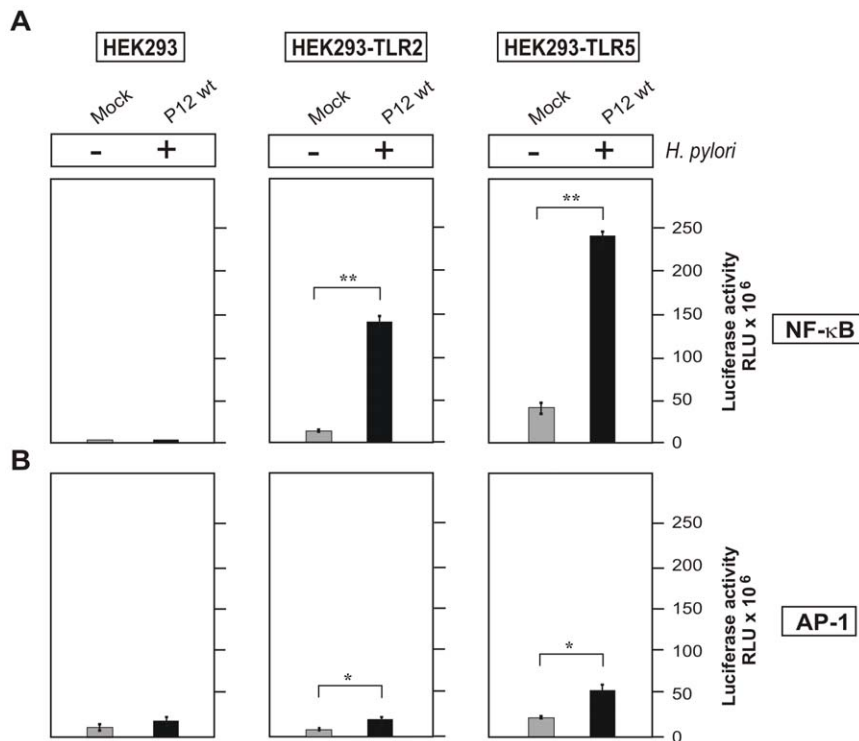 A
HEK293 HEK293-TLR2 HEK293-TLR5
Mock P12 wt Mock P12 wt Mock P12 wt
- + - + - + H. pylori
** **
250
200
150
100
50
0
Luciferase activity
RLU x 10⁶
NF-κB
B
* *
250
200
150
100
50
0
Luciferase activity
RLU x 10⁶
AP-1